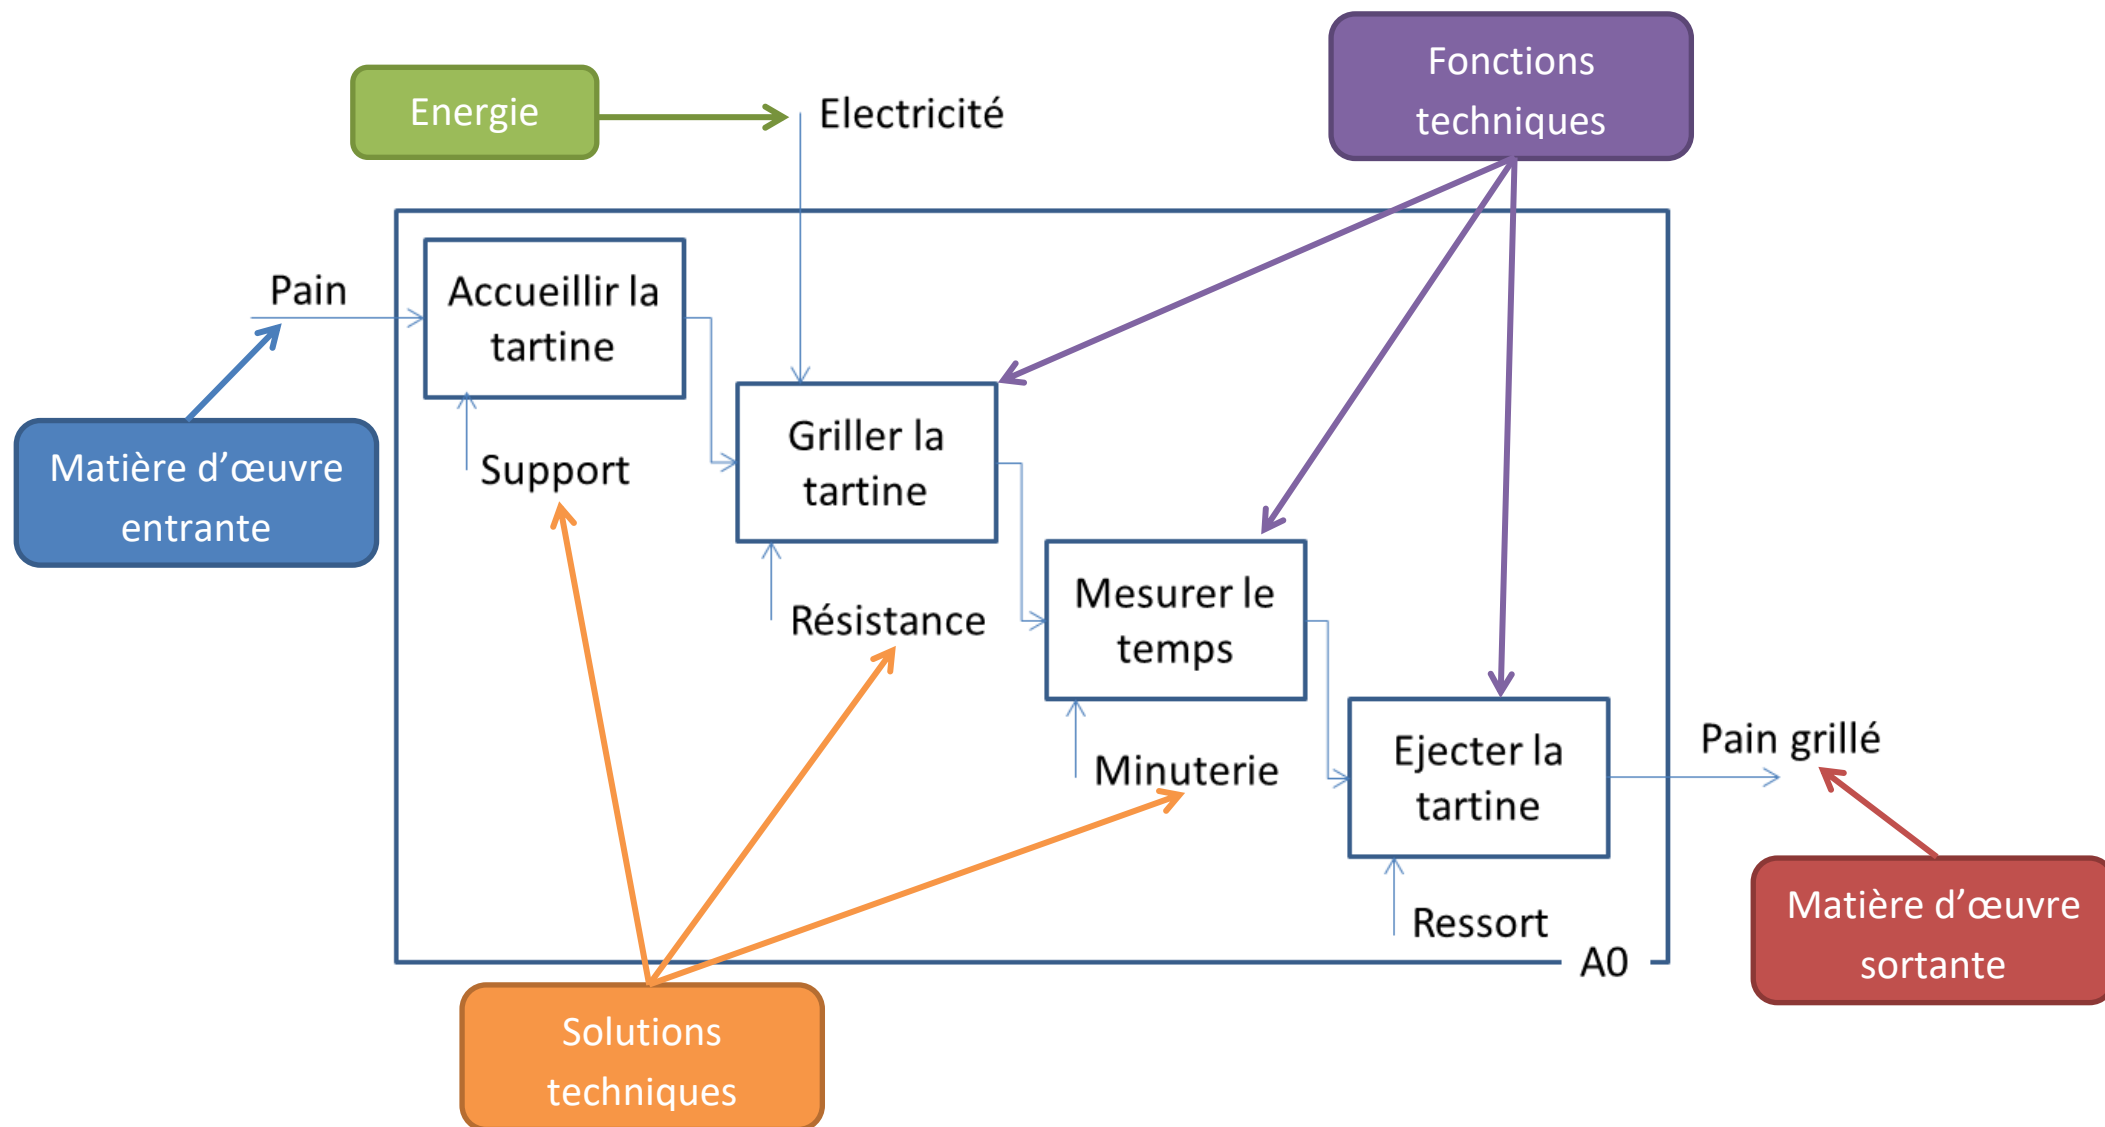 Fonctions
techniques
Energie
Electricité
Pain
Accueillir la
tartine
Matière d’œuvre
entrante
Support
Griller la
tartine
Résistance
Mesurer le
temps
Minuterie
Ejecter la
tartine
Pain grillé
Ressort
A0
Matière d’œuvre
sortante
Solutions
techniques